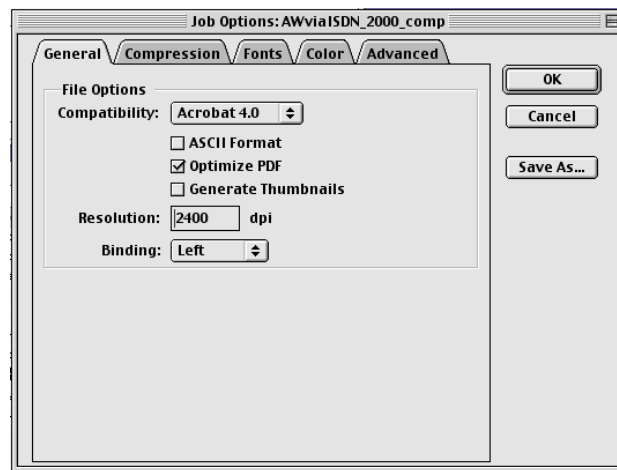 Job Options: AWviaISDN_2000_comp
General Compression Fonts Color Advanced
File Options
Compatibility: Acrobat 4.0
ASCII Format
Optimize PDF
Generate Thumbnails
Resolution: 2400 dpi
Binding: Left
OK
Cancel
Save As...